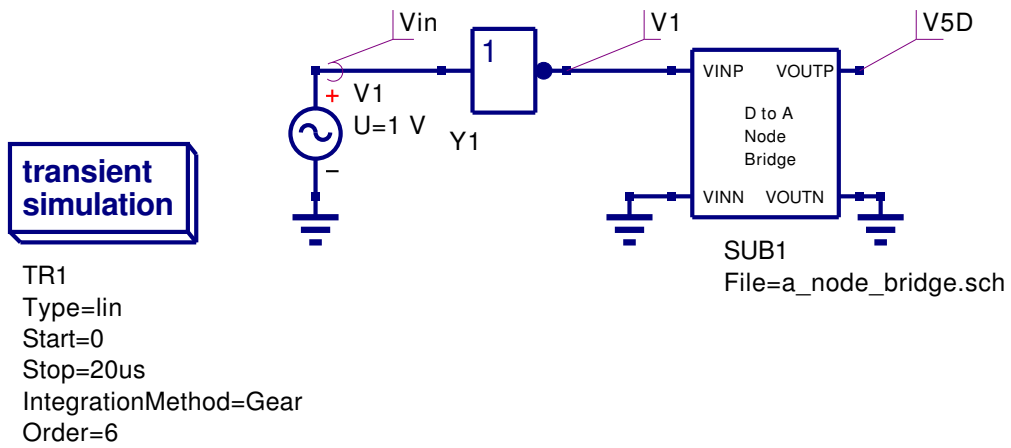 Vin
V1
V5D
1
+
V1
U=1 V
−
Y1
VINP
VOUTP
D to A
Node
Bridge
VINN
VOUTN
SUB1
File=a_node_bridge.sch
transient
simulation
TR1
Type=lin
Start=0
Stop=20us
IntegrationMethod=Gear
Order=6